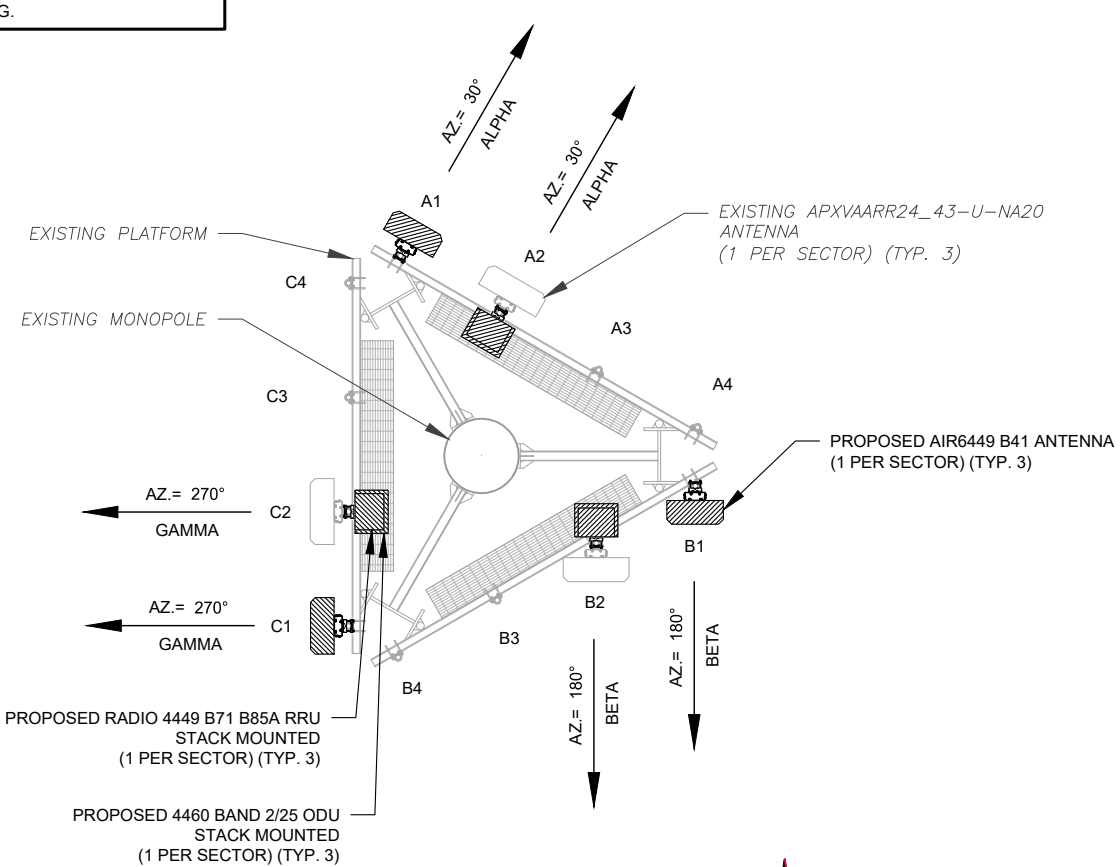 G.
AZ.= 30°
ALPHA
AZ.= 30°
ALPHA
A1
EXISTING APXVAARR24_43-U-NA20
ANTENNA
(1 PER SECTOR) (TYP. 3)
EXISTING PLATFORM
A2
C4
EXISTING MONOPOLE
A3
C3
A4
PROPOSED AIR6449 B41 ANTENNA
(1 PER SECTOR) (TYP. 3)
AZ.= 270°
GAMMA
C2
B1
B2
AZ.= 270°
GAMMA
C1
B3
AZ.= 180°
BETA
B4
AZ.= 180°
BETA
PROPOSED RADIO 4449 B71 B85A RRU
STACK MOUNTED
(1 PER SECTOR) (TYP. 3)
PROPOSED 4460 BAND 2/25 ODU
STACK MOUNTED
(1 PER SECTOR) (TYP. 3)